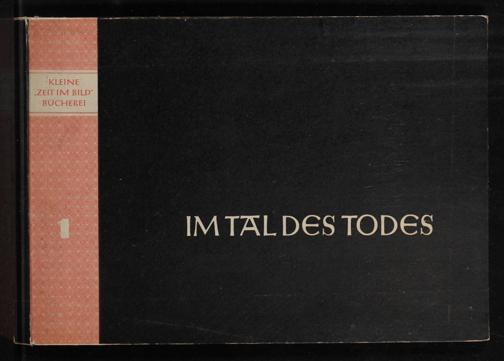 KLEINE
„ZEIT IM BILD“
BÜCHEREI
1
IM TAL DES TODES